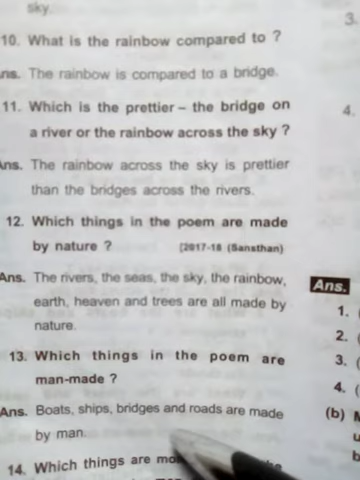 sky.
10. What is the rainbow compared to ?
Ans. The rainbow is compared to a bridge.
11. Which is the prettier – the bridge on
a river or the rainbow across the sky ?
Ans. The rainbow across the sky is prettier
than the bridges across the rivers.
12. Which things in the poem are made
by nature ? [2017-18 (Sansthan)
Ans. The rivers, the seas, the sky, the rainbow,
earth, heaven and trees are all made by
nature.
13. Which things in the poem are
man-made ?
Ans. Boats, ships, bridges and roads are made
by man.
14. Which things are
3.
4.
Ans.
1.
2.
3.
4.
(b)